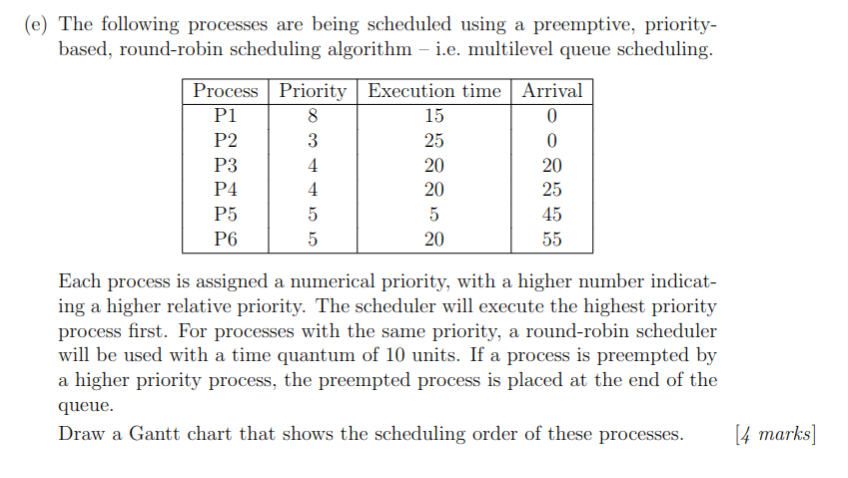 (e) The following processes are being scheduled using a preemptive, priority-
based, round-robin scheduling algorithm – i.e. multilevel queue scheduling.
Process Priority Execution time Arrival
P1 8 15 0
P2 3 25 0
P3 4 20 20
P4 4 20 25
P5 5 5 45
P6 5 20 55
Each process is assigned a numerical priority, with a higher number indicat-
ing a higher relative priority. The scheduler will execute the highest priority
process first. For processes with the same priority, a round-robin scheduler
will be used with a time quantum of 10 units. If a process is preempted by
a higher priority process, the preempted process is placed at the end of the
queue.
Draw a Gantt chart that shows the scheduling order of these processes. [4 marks]